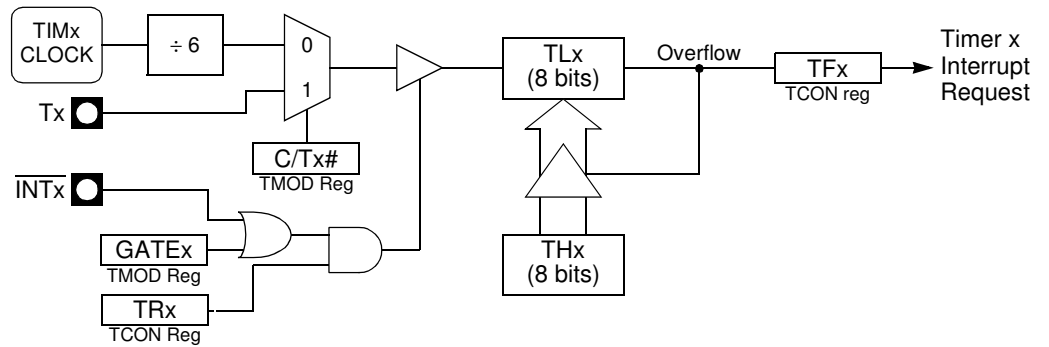 TIMx
CLOCK
÷ 6
0
1
Tx
C/Tx#
TMOD Reg
INTx
GATEx
TMOD Reg
TRx
TCON Reg
TLx
(8 bits)
Overflow
TFx
TCON reg
Timer x
Interrupt
Request
THx
(8 bits)